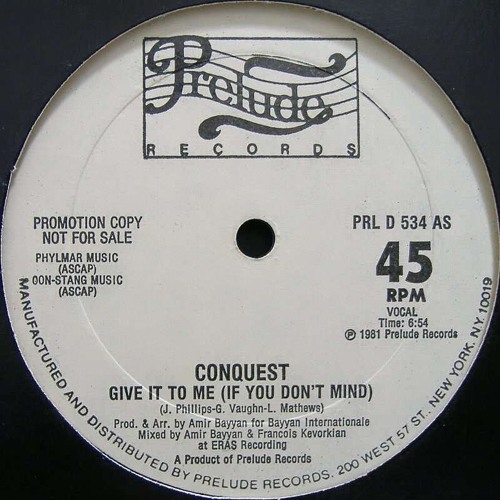 Prelude
RECORDS
PROMOTION COPY
NOT FOR SALE
PHYLMAR MUSIC
(ASCAP)
OON-STANG MUSIC
(ASCAP)
PRL D 534 AS
45
RPM
VOCAL
Time: 6:54
℗ 1981 Prelude Records
CONQUEST
GIVE IT TO ME (IF YOU DON'T MIND)
(J. Phillips-G. Vaughn-L. Mathews)
Prod. & Arr. by Amir Bayyan for Bayyan Internationale
Mixed by Amir Bayyan & Francois Kevorkian
at ERAS Recording
A Product of Prelude Records
MANUFACTURED AND DISTRIBUTED BY PRELUDE RECORDS, 200 WEST 57 ST. NEW YORK, N.Y. 10019